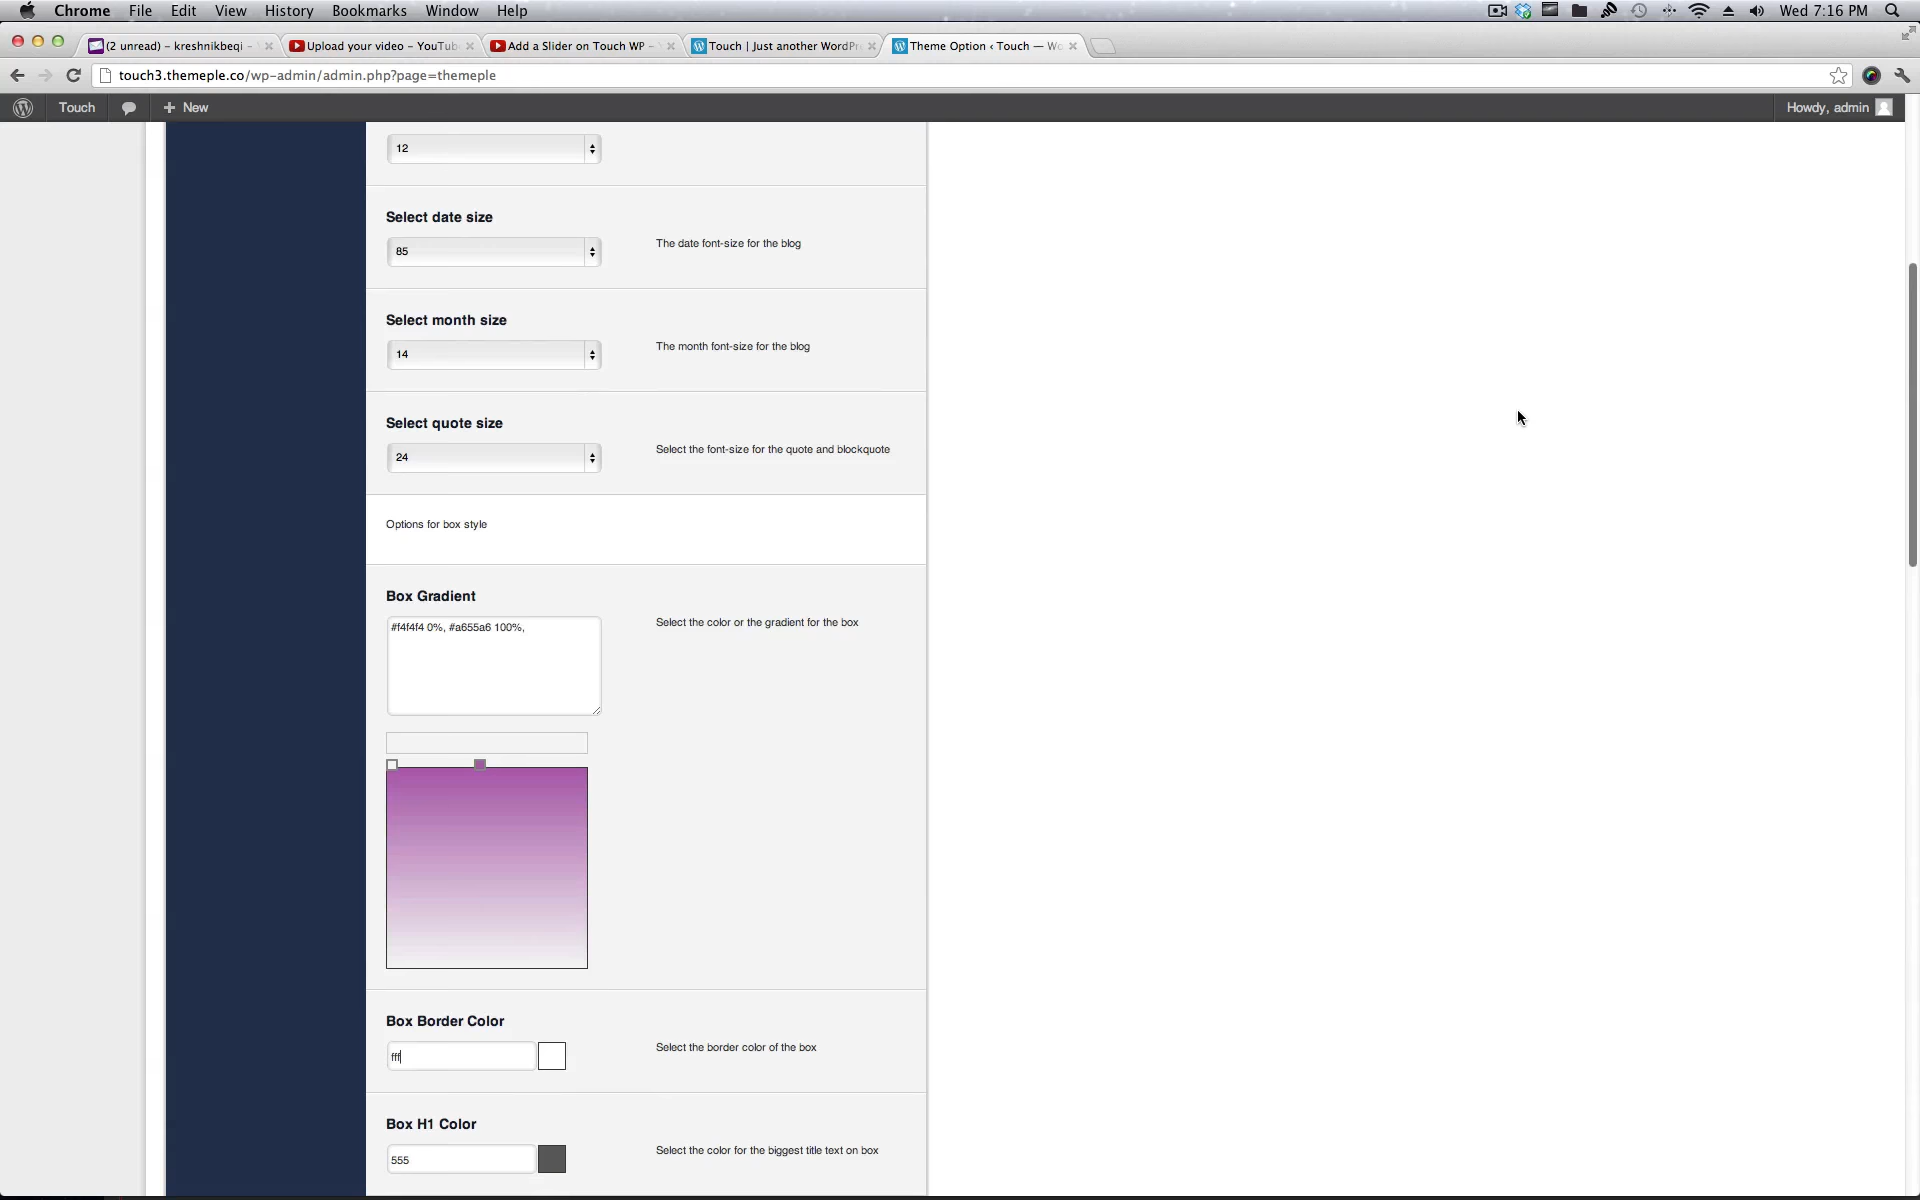 Chrome File Edit View History Bookmarks Window Help Wed 7:16 PM
(2 unread) – kreshnikbeqi – Upload your video – YouTub Add a Slider on Touch WP – Touch | Just another WordPr Theme Option ‹ Touch — Wo
touch3.themeple.co/wp-admin/admin.php?page=themeple
Touch + New Howdy, admin
12
Select date size
85
The date font-size for the blog
Select month size
14
The month font-size for the blog
Select quote size
24
Select the font-size for the quote and blockquote
Options for box style
Box Gradient
#f4f4f4 0%, #a655a6 100%,
Select the color or the gradient for the box
Box Border Color
fff
Select the border color of the box
Box H1 Color
555
Select the color for the biggest title text on box